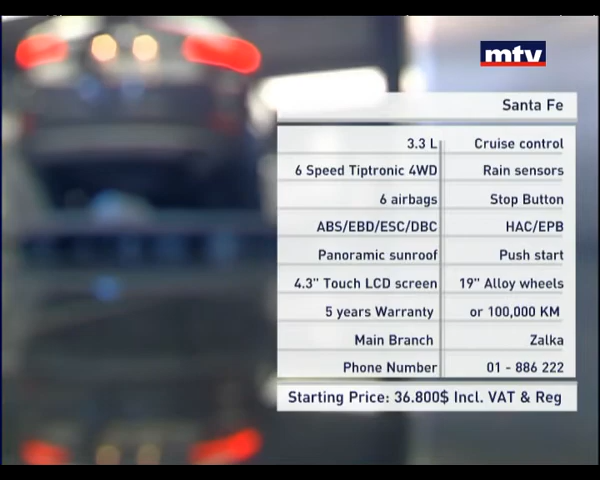 mtv
Santa Fe
3.3 L Cruise control
6 Speed Tiptronic 4WD Rain sensors
6 airbags Stop Button
ABS/EBD/ESC/DBC HAC/EPB
Panoramic sunroof Push start
4.3" Touch LCD screen 19" Alloy wheels
5 years Warranty or 100,000 KM
Main Branch Zalka
Phone Number 01 - 886 222
Starting Price: 36.800$ Incl. VAT & Reg